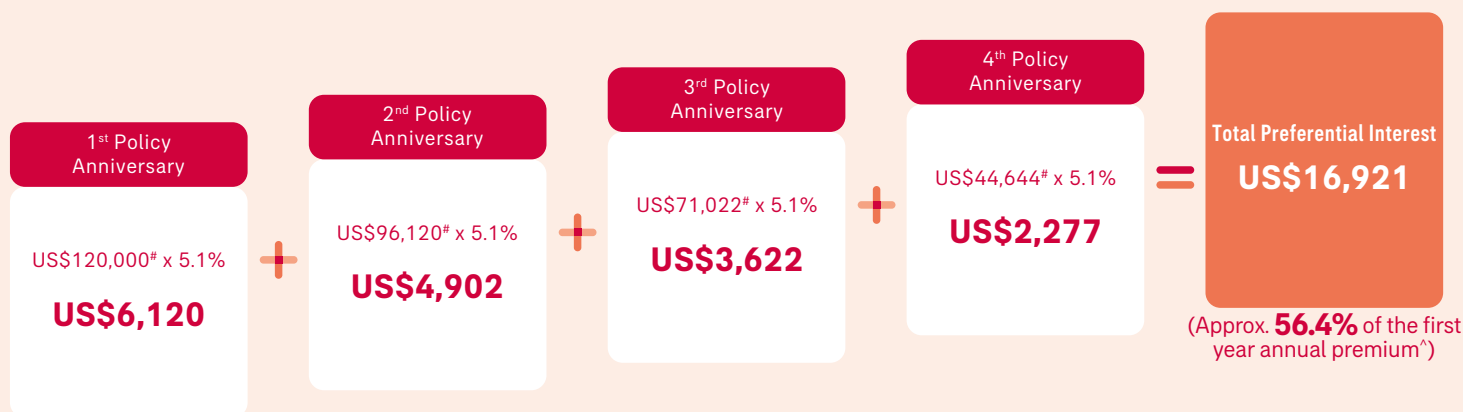 1st Policy
Anniversary
US$120,000# x 5.1%
US$6,120
2nd Policy
Anniversary
US$96,120# x 5.1%
US$4,902
3rd Policy
Anniversary
US$71,022# x 5.1%
US$3,622
4th Policy
Anniversary
US$44,644# x 5.1%
US$2,277
Total Preferential Interest
US$16,921
(Approx. 56.4% of the first
year annual premium^)